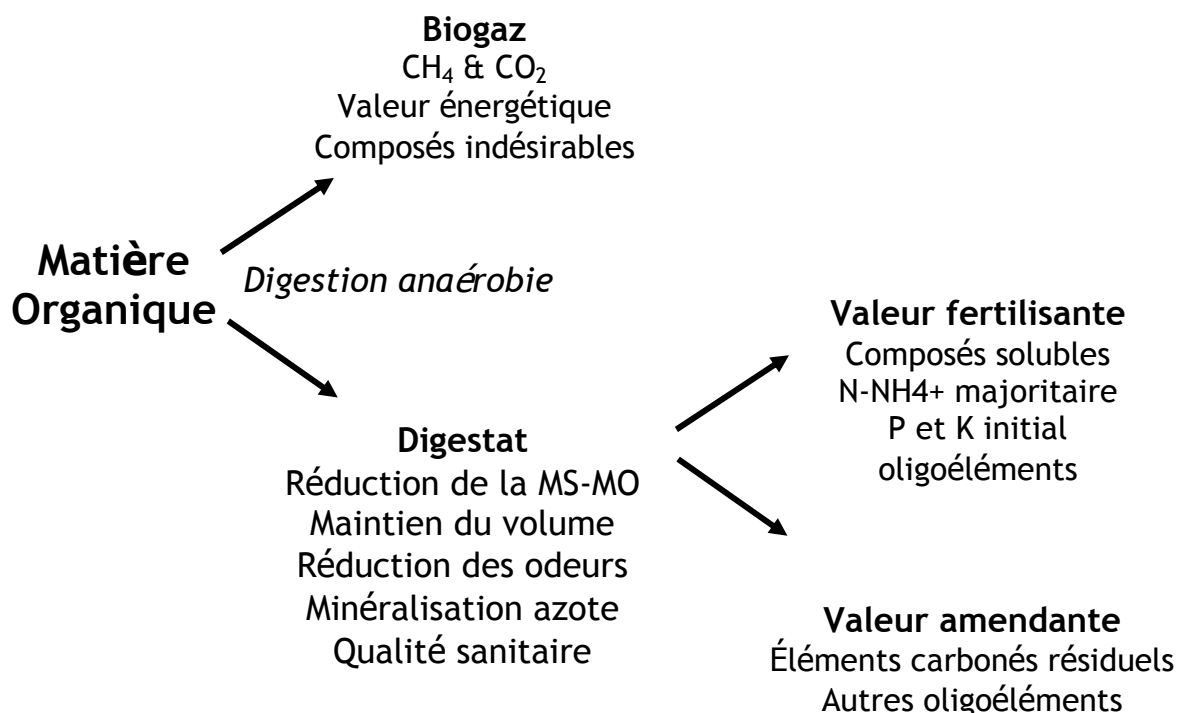 Biogaz
CH₄ & CO₂
Valeur énergétique
Composés indésirables
Matière
Organique
Digestion anaérobie
Digestat
Réduction de la MS-MO
Maintien du volume
Réduction des odeurs
Minéralisation azote
Qualité sanitaire
Valeur fertilisante
Composés solubles
N-NH4+ majoritaire
P et K initial
oligoéléments
Valeur amendante
Éléments carbonés résiduels
Autres oligoéléments